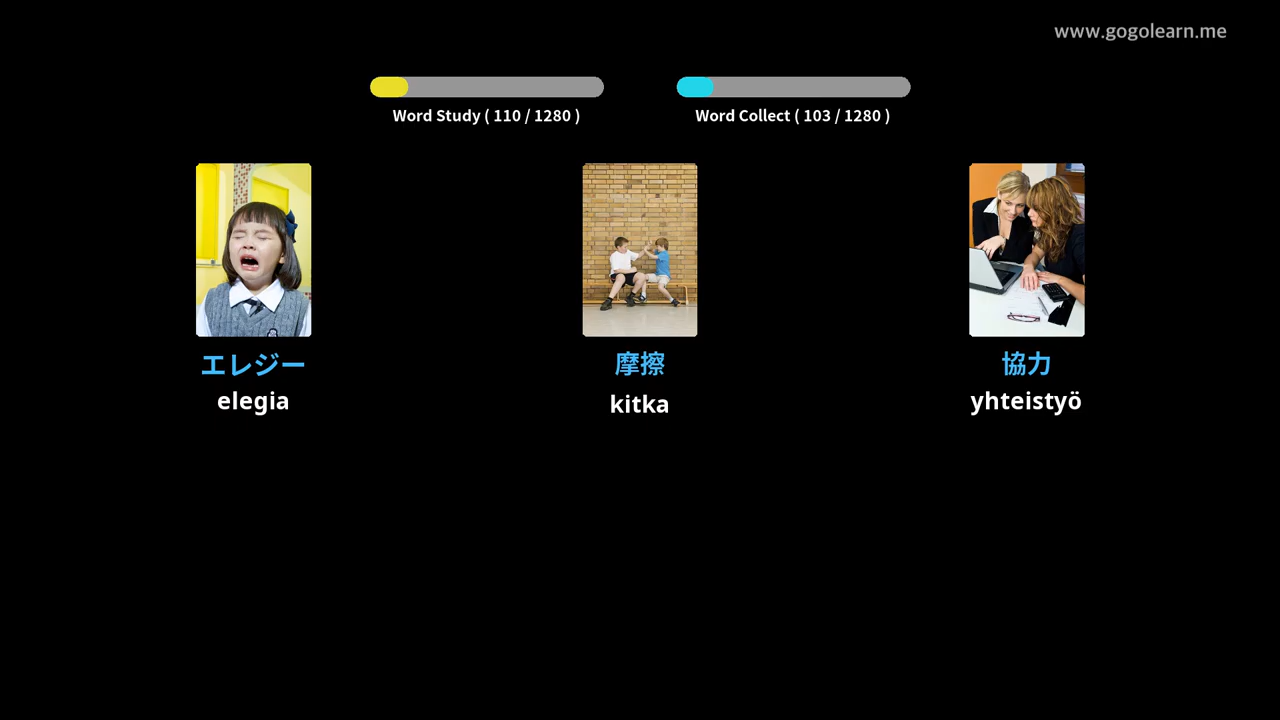 www.gogolearn.me
Word Study ( 110 / 1280 )
Word Collect ( 103 / 1280 )
エレジー
elegia
摩擦
kitka
協力
yhteistyö